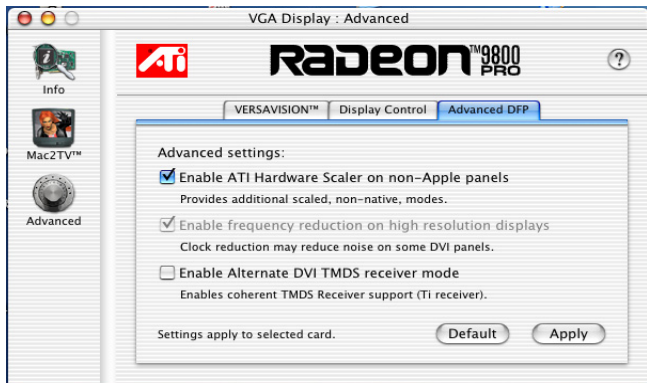 VGA Display : Advanced
Info
Mac2TV™
Advanced
ATi
RADEON™ 9800 PRO
?
VERSAVISION™
Display Control
Advanced DFP
Advanced settings:
Enable ATI Hardware Scaler on non-Apple panels
Provides additional scaled, non-native, modes.
Enable frequency reduction on high resolution displays
Clock reduction may reduce noise on some DVI panels.
Enable Alternate DVI TMDS receiver mode
Enables coherent TMDS Receiver support (Ti receiver).
Settings apply to selected card.
Default
Apply